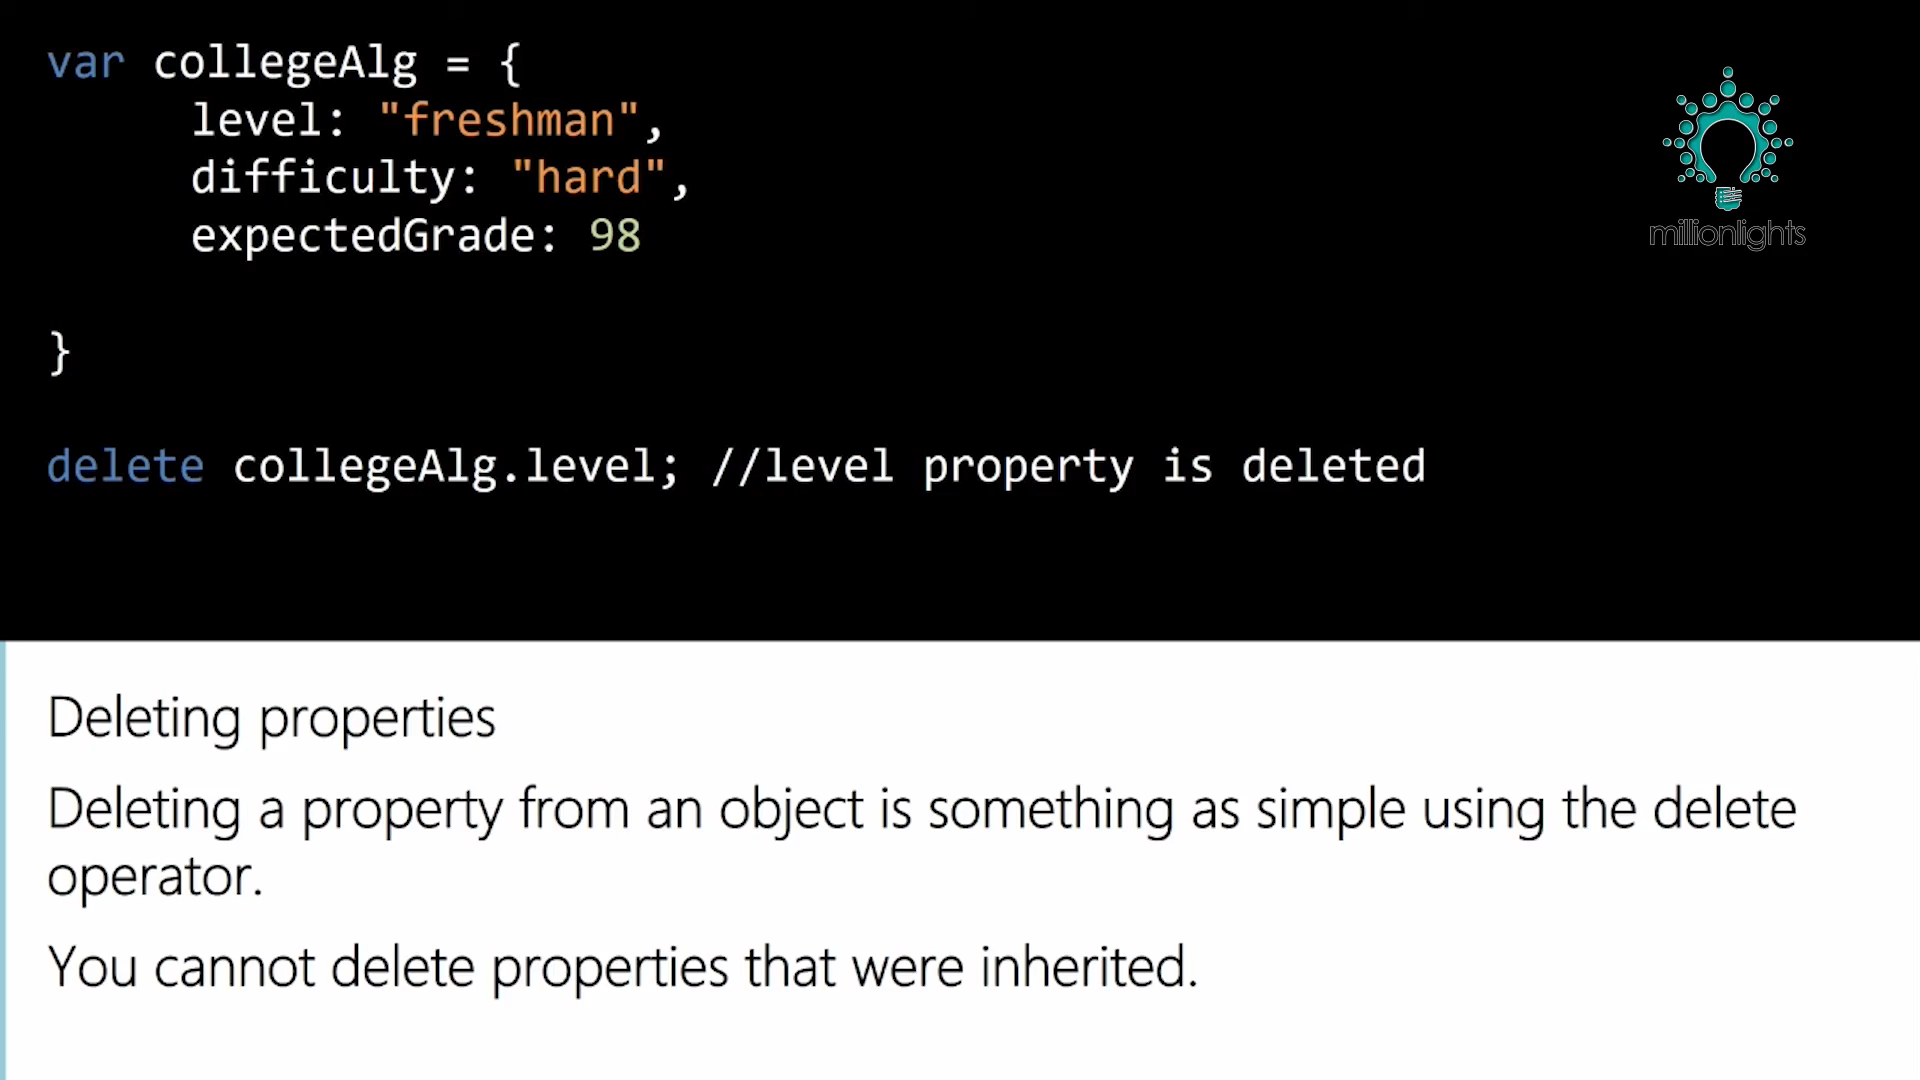 var collegeAlg = {
level: "freshman",
difficulty: "hard",
expectedGrade: 98
}
delete collegeAlg.level; //level property is deleted
millionlights
Deleting properties
Deleting a property from an object is something as simple using the delete
operator.
You cannot delete properties that were inherited.